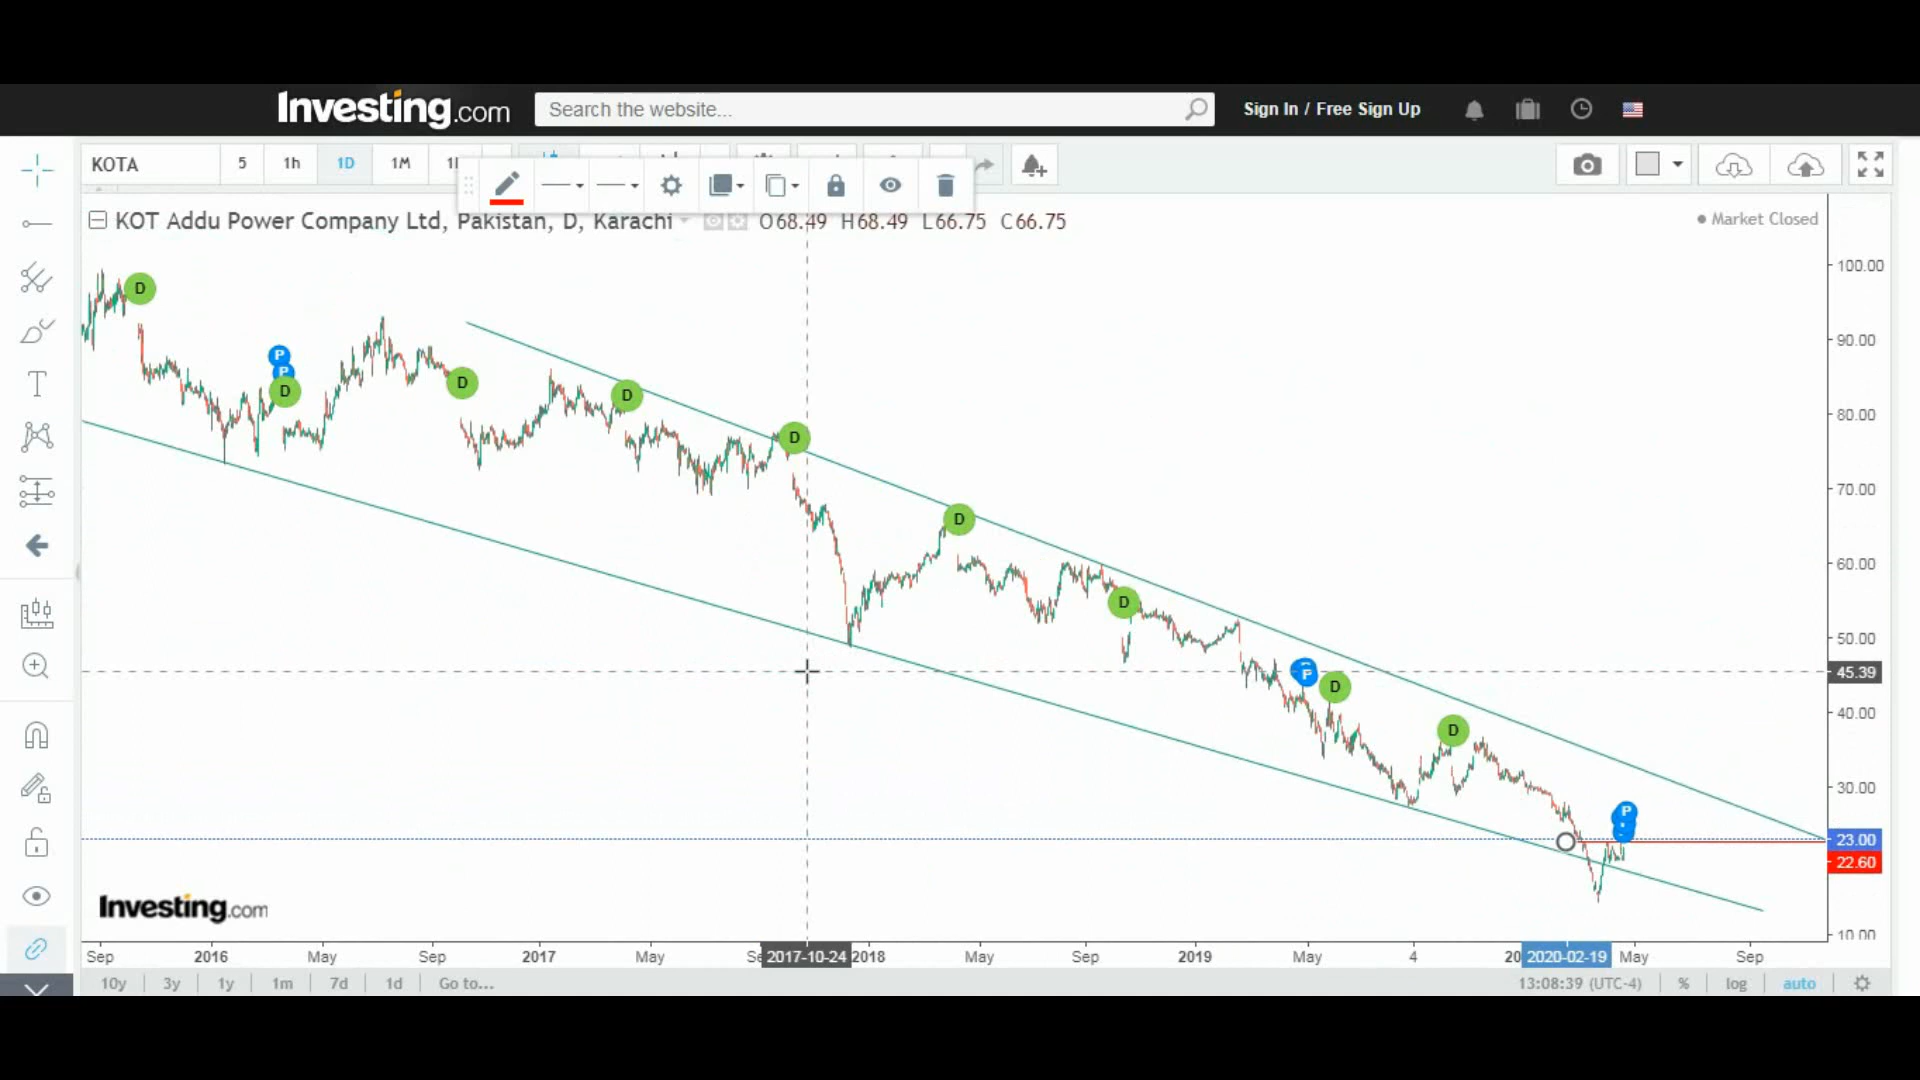 Investing.com Search the website... Sign In / Free Sign Up
KOTA 5 1h 1D 1M
KOT Addu Power Company Ltd, Pakistan, D, Karachi O68.49 H68.49 L66.75 C66.75
Market Closed
100.00
D
90.00
P
P
D
D
D
80.00
D
70.00
D
60.00
D
50.00
P
45.39
D
40.00
D
30.00
P
23.00
22.60
Investing.com
10.00
Sep 2016 May Sep 2017 May 2017-10-24 2018 May Sep 2019 May 4 20 2020-02-19 May Sep
10y 3y 1y 1m 7d 1d Go to... 13:08:39 (UTC-4) % log auto
T